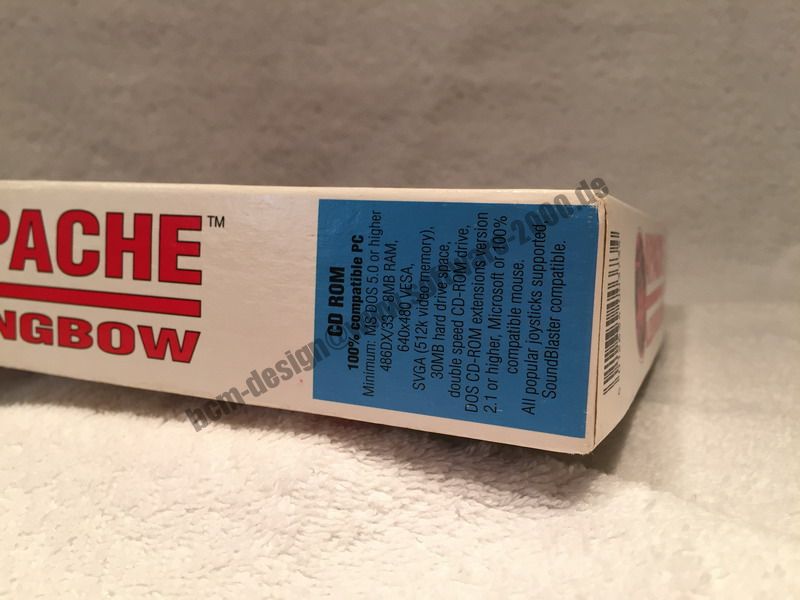 PACHE™
NGBOW
CD ROM
100% compatible PC
Minimum: MS DOS 5.0 or higher
486DX/33, 8MB RAM,
640x480 VESA,
SVGA (512k video memory),
30MB hard drive space,
double speed CD-ROM drive,
DOS CD-ROM extensions version
2.1 or higher, Microsoft or 100%
compatible mouse.
All popular joysticks supported
SoundBlaster compatible.